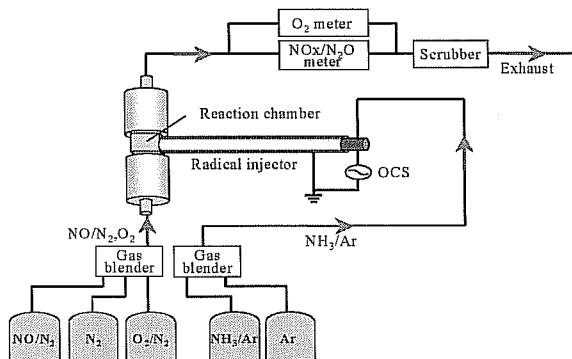 O2 meter
NOx/N2O
meter
Scrubber
Exhaust
Reaction chamber
Radical injector
OCS
NO/N2,O2
NH3/Ar
Gas
blender
Gas
blender
NO/N2
N2
O2/N2
NH3/Ar
Ar